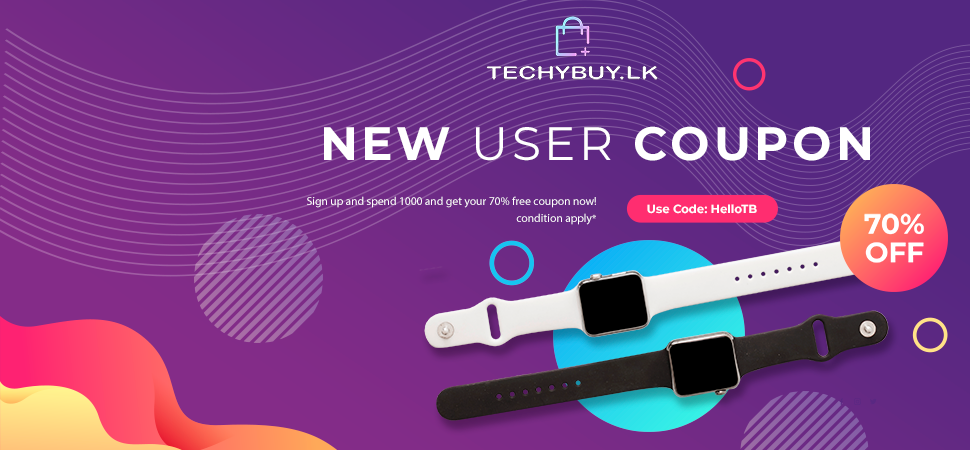 TECHYBUY.LK
NEW USER COUPON
Sign up and spend 1000 and get your 70% free coupon now!
condition apply*
Use Code: HelloTB
70%
OFF